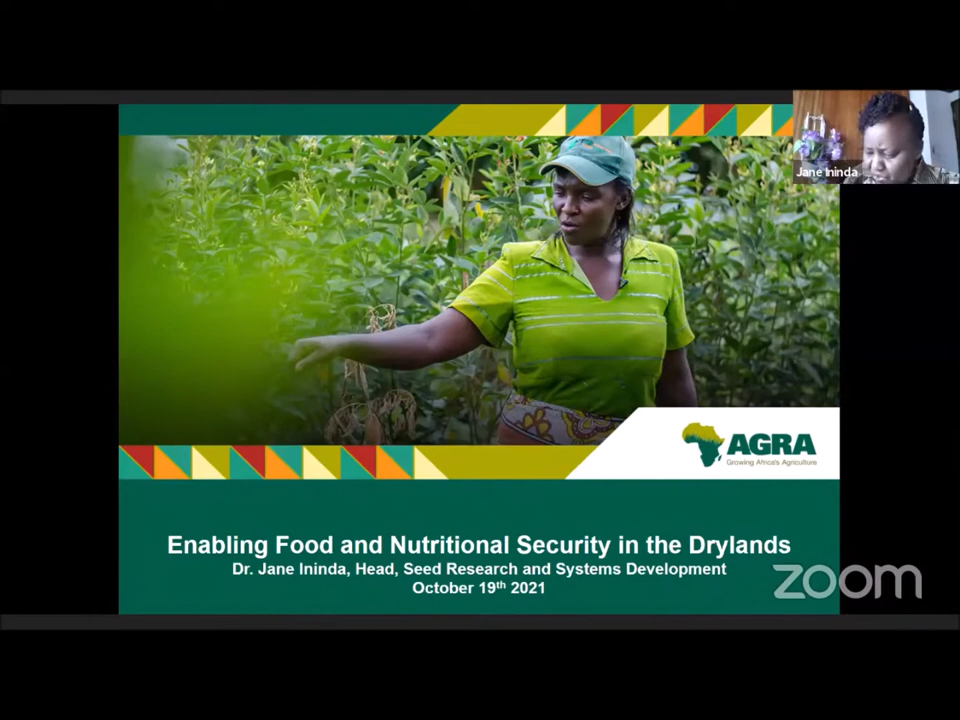 Jane Ininda
AGRA
Growing Africa's Agriculture
Enabling Food and Nutritional Security in the Drylands
Dr. Jane Ininda, Head, Seed Research and Systems Development
October 19th 2021
zoom